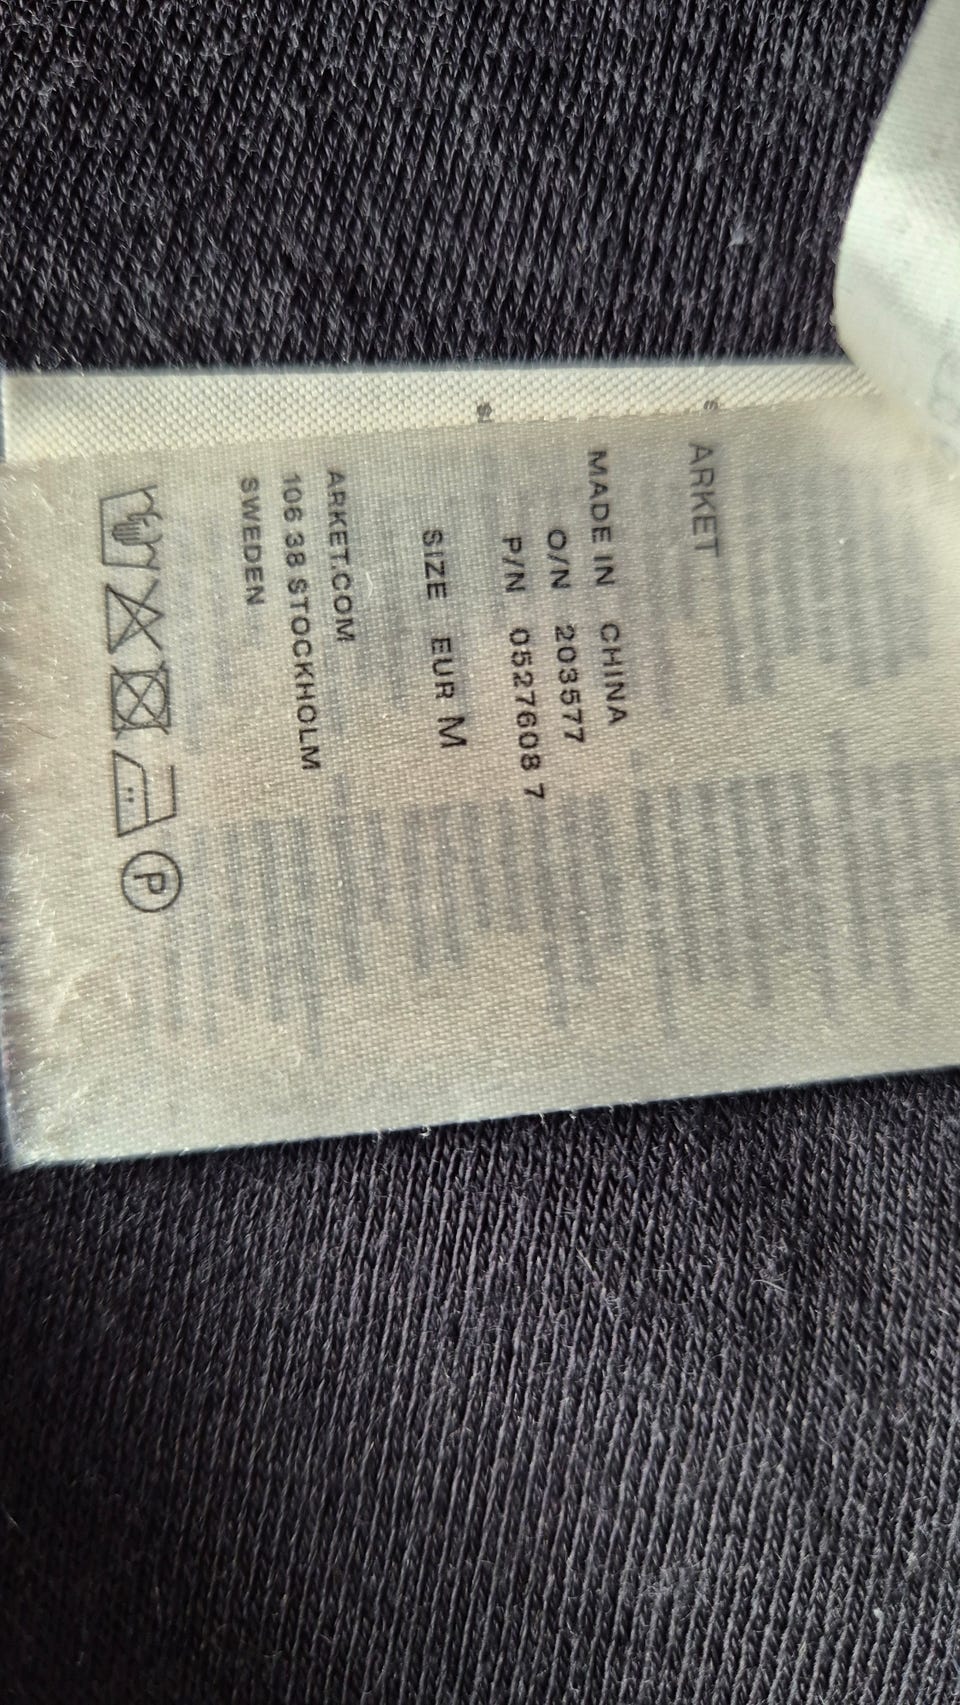 ARKET
MADE IN CHINA
O/N 203577
P/N 0527608 7
SIZE EUR M
ARKET.COM
106 38 STOCKHOLM
SWEDEN
P